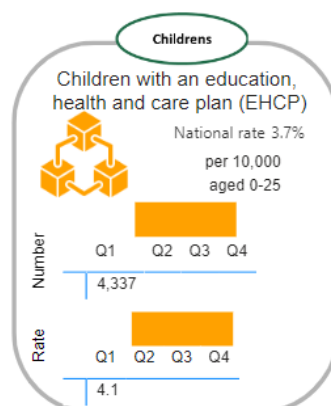 Childrens
Children with an education,
health and care plan (EHCP)
National rate 3.7%
per 10,000
aged 0-25
Number
Q1 Q2 Q3 Q4
4,337
Rate
Q1 Q2 Q3 Q4
4.1